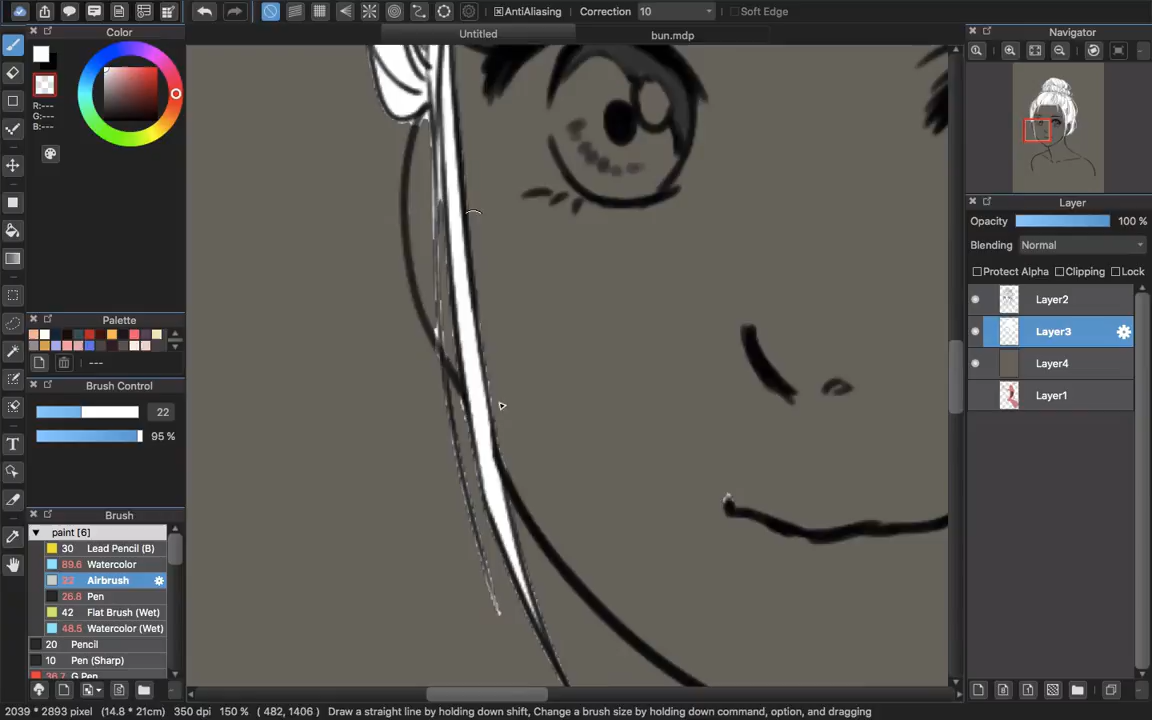 AntiAliasing Correction 10 Soft Edge
Color
Untitled
bun.mdp
Navigator
R:---
G:---
B:---
Layer
Opacity 100 %
Blending Normal
Protect Alpha Clipping Lock
Layer2
Layer3
Layer4
Layer1
Palette
---
Brush Control
22
95 %
Brush
paint [6]
30 Lead Pencil (B)
89.6 Watercolor
22 Airbrush
26.8 Pen
42 Flat Brush (Wet)
48.5 Watercolor (Wet)
20 Pencil
10 Pen (Sharp)
36.7 G Pen
T
2039 * 2893 pixel (14.8 * 21cm) 350 dpi 150 % ( 482, 1406 ) Draw a straight line by holding down shift, Change a brush size by holding down command, option, and dragging